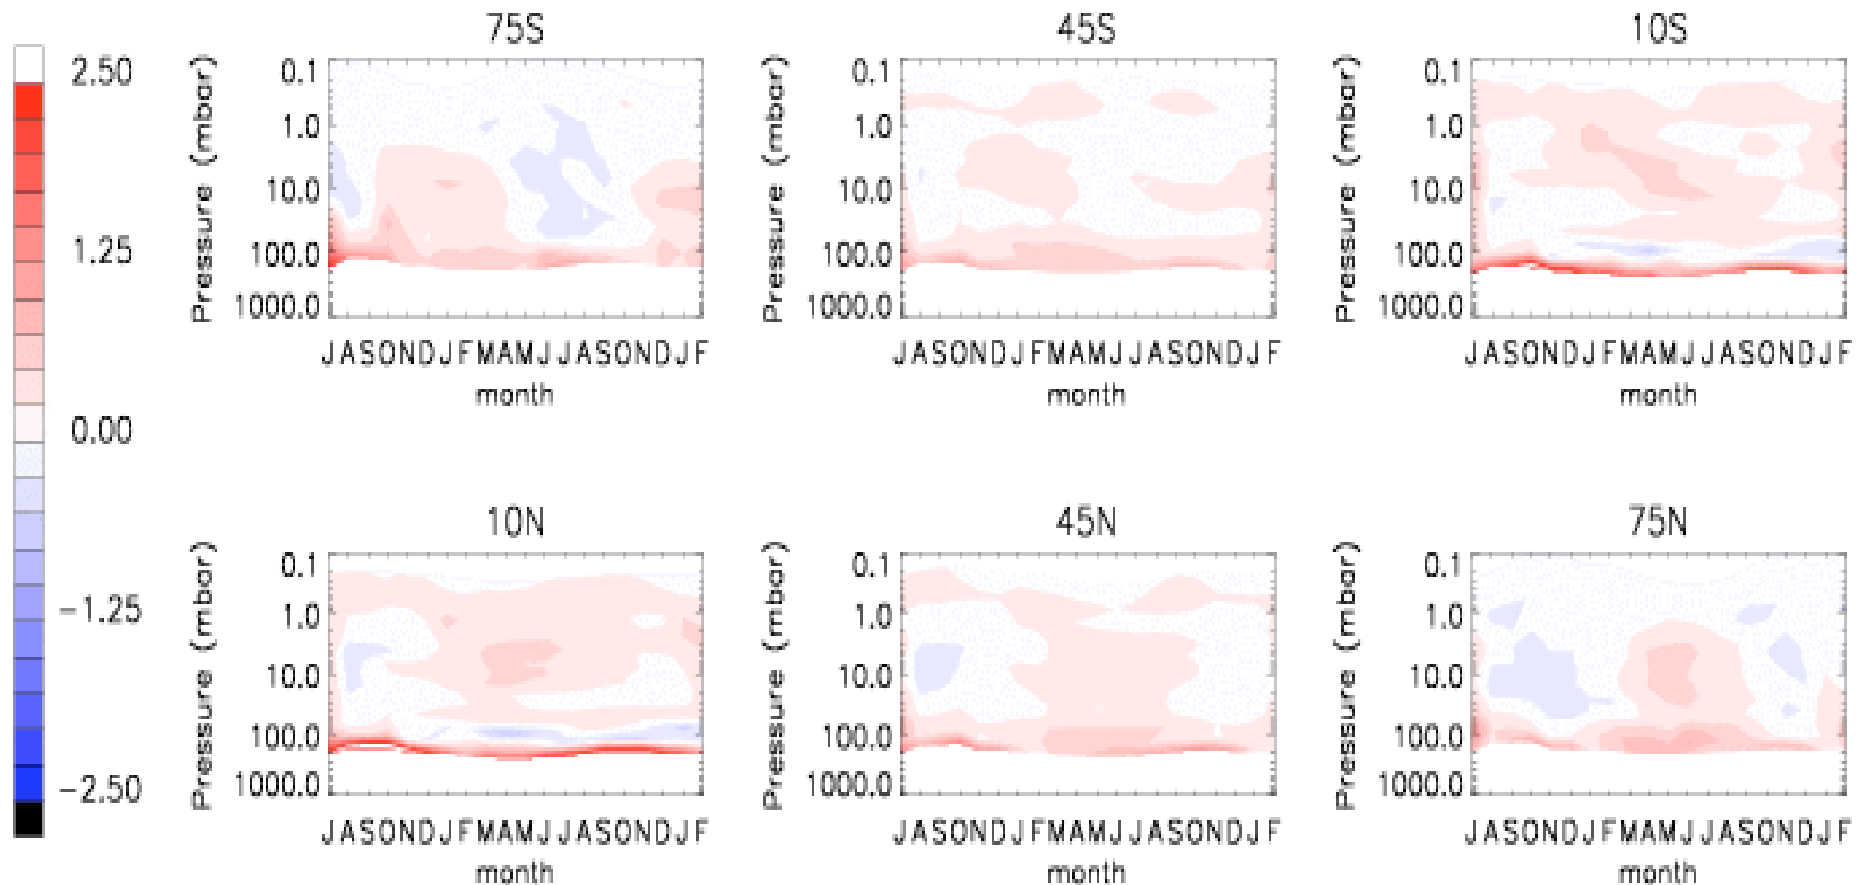 75S
45S
10S
2.50
1.25
0.00
−1.25
−2.50
Pressure (mbar)
0.1
1.0
10.0
100.0
1000.0
JASONDJFMAMJJASONDJF
month
Pressure (mbar)
0.1
1.0
10.0
100.0
1000.0
JASONDJFMAMJJASONDJF
month
Pressure (mbar)
0.1
1.0
10.0
100.0
1000.0
JASONDJFMAMJJASONDJF
month
10N
45N
75N
Pressure (mbar)
0.1
1.0
10.0
100.0
1000.0
JASONDJFMAMJJASONDJF
month
Pressure (mbar)
0.1
1.0
10.0
100.0
1000.0
JASONDJFMAMJJASONDJF
month
Pressure (mbar)
0.1
1.0
10.0
100.0
1000.0
JASONDJFMAMJJASONDJF
month